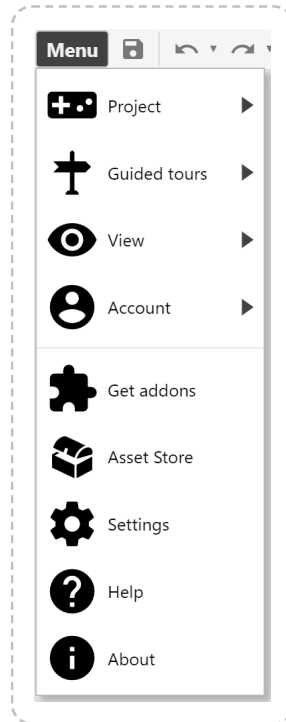 Menu
Project
Guided tours
View
Account
Get addons
Asset Store
Settings
Help
About